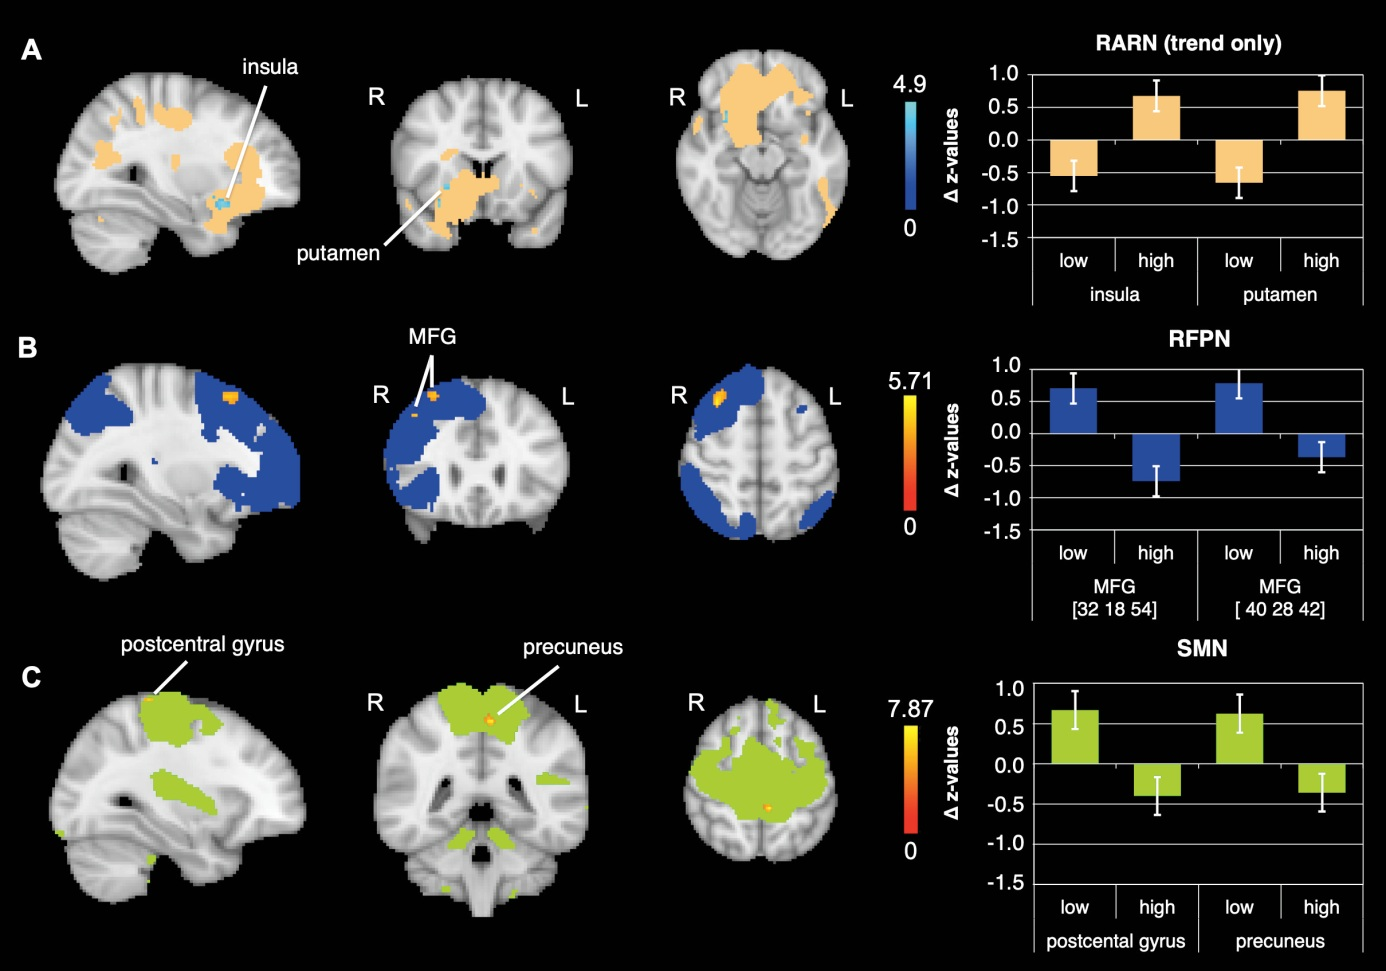 A
insula
R
L
putamen
R
L
4.9
0
RARN (trend only)
Δ z-values
1.0
0.5
0.0
-0.5
-1.0
-1.5
low high low high
insula putamen
B
MFG
R
L
R
L
5.71
0
RFPN
Δ z-values
1.0
0.5
0.0
-0.5
-1.0
-1.5
low high low high
MFG MFG
[32 18 54] [ 40 28 42]
C
postcentral gyrus
precuneus
R
L
R
L
7.87
0
SMN
Δ z-values
1.0
0.5
0.0
-0.5
-1.0
-1.5
low high low high
postcental gyrus precuneus